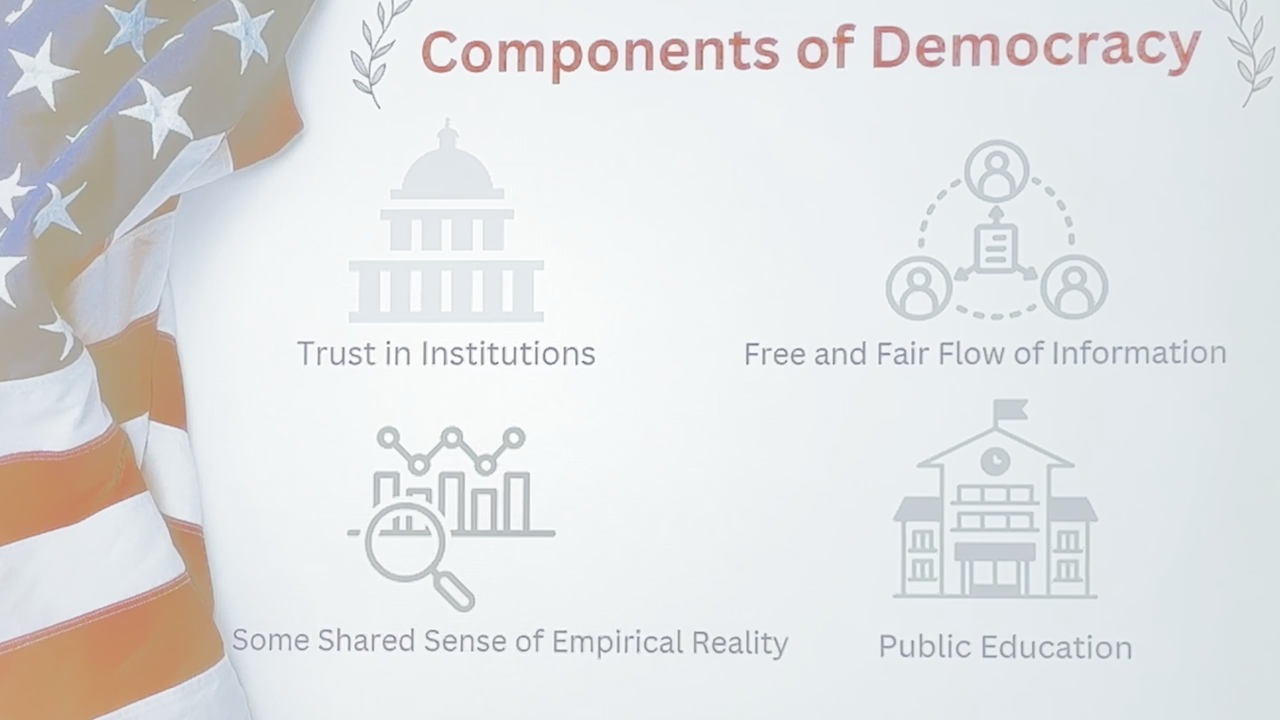 Components of Democracy
Trust in Institutions
Free and Fair Flow of Information
Some Shared Sense of Empirical Reality
Public Education